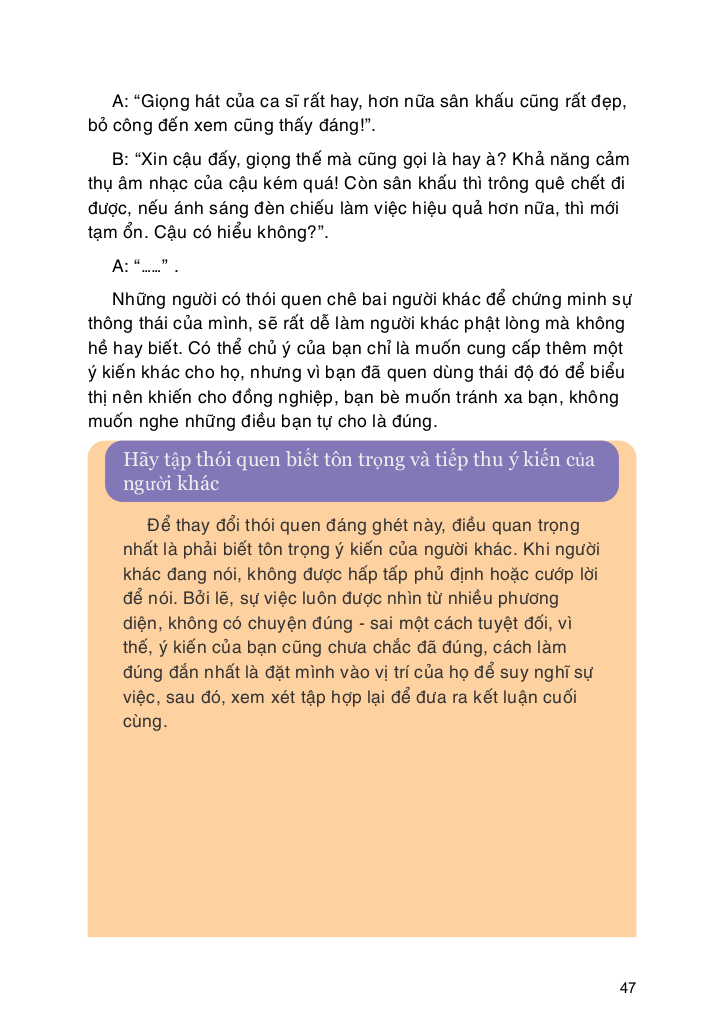 A: “Giọng hát của ca sĩ rất hay, hơn nữa sân khấu cũng rất đẹp,
bỏ công đến xem cũng thấy đáng!”.
B: “Xin cậu đấy, giọng thế mà cũng gọi là hay à? Khả năng cảm
thụ âm nhạc của cậu kém quá! Còn sân khấu thì trông quê chết đi
được, nếu ánh sáng đèn chiếu làm việc hiệu quả hơn nữa, thì mới
tạm ổn. Cậu có hiểu không?”.
A: “……” .
Những người có thói quen chê bai người khác để chứng minh sự
thông thái của mình, sẽ rất dễ làm người khác phật lòng mà không
hề hay biết. Có thể chủ ý của bạn chỉ là muốn cung cấp thêm một
ý kiến khác cho họ, nhưng vì bạn đã quen dùng thái độ đó để biểu
thị nên khiến cho đồng nghiệp, bạn bè muốn tránh xa bạn, không
muốn nghe những điều bạn tự cho là đúng.
Hãy tập thói quen biết tôn trọng và tiếp thu ý kiến của
người khác
Để thay đổi thói quen đáng ghét này, điều quan trọng
nhất là phải biết tôn trọng ý kiến của người khác. Khi người
khác đang nói, không được hấp tấp phủ định hoặc cướp lời
để nói. Bởi lẽ, sự việc luôn được nhìn từ nhiều phương
diện, không có chuyện đúng - sai một cách tuyệt đối, vì
thế, ý kiến của bạn cũng chưa chắc đã đúng, cách làm
đúng đắn nhất là đặt mình vào vị trí của họ để suy nghĩ sự
việc, sau đó, xem xét tập hợp lại để đưa ra kết luận cuối
cùng.
47